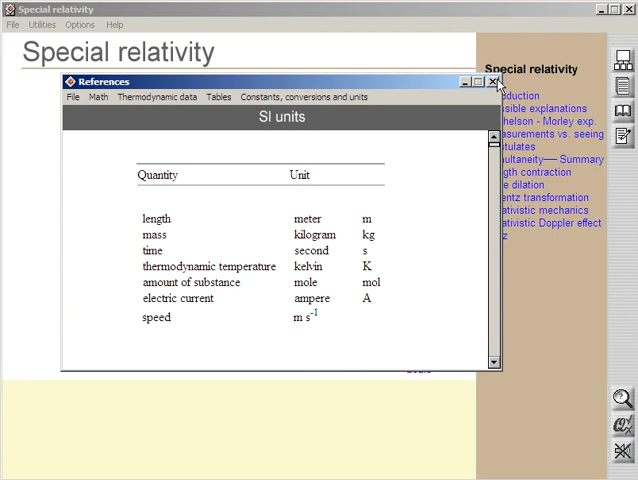 Special relativity
File Utilities Options Help
Special relativity
References
File Math Thermodynamic data Tables Constants, conversions and units
SI units
Quantity Unit
length meter m
mass kilogram kg
time second s
thermodynamic temperature kelvin K
amount of substance mole mol
electric current ampere A
speed m s-1
Special relativity
duction
sible explanations
helson - Morley exp.
asurements vs. seeing
stulates
ultaneity── Summary
gth contraction
e dilation
entz transformation
ativistic mechanics
ativistic Doppler effect
z